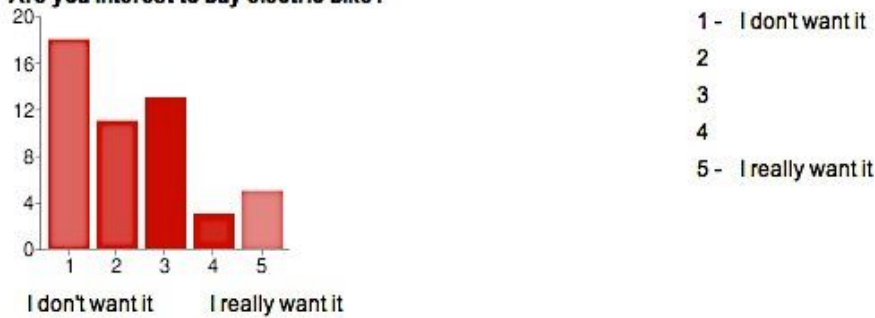 Are you interest to buy electric bike?
20
16
12
8
4
0
1 2 3 4 5
I don't want it I really want it
1 - I don't want it
2
3
4
5 - I really want it